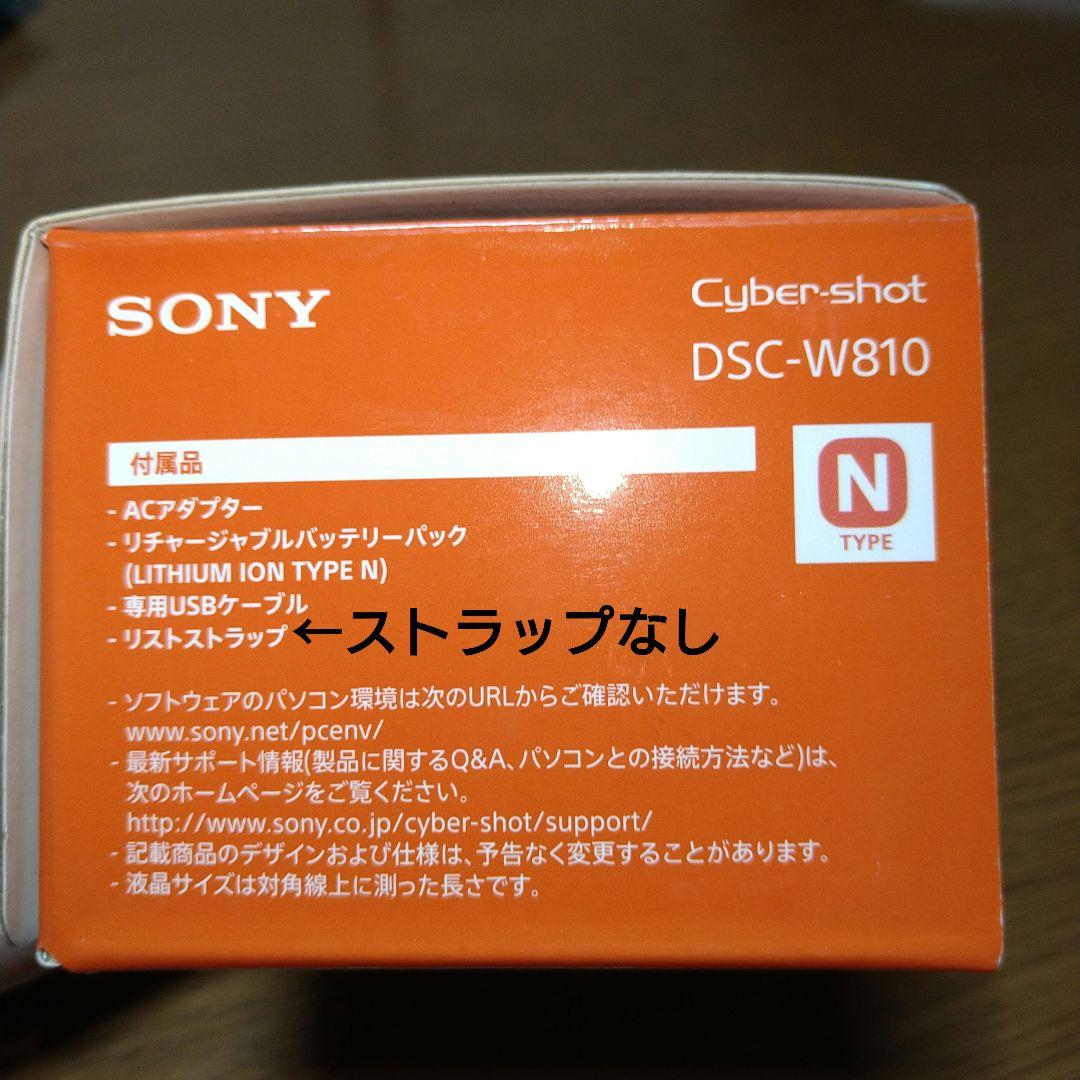 SONY
Cyber-shot
DSC-W810
付属品
N
TYPE
- ACアダプター
- リチャージャブルバッテリーパック
(LITHIUM ION TYPE N)
- 専用USBケーブル
- リストストラップ ←ストラップなし
- ソフトウェアのパソコン環境は次のURLからご確認いただけます。
www.sony.net/pcenv/
- 最新サポート情報(製品に関するQ&A、パソコンとの接続方法など)は、
次のホームページをご覧ください。
http://www.sony.co.jp/cyber-shot/support/
- 記載商品のデザインおよび仕様は、予告なく変更することがあります。
- 液晶サイズは対角線上に測った長さです。